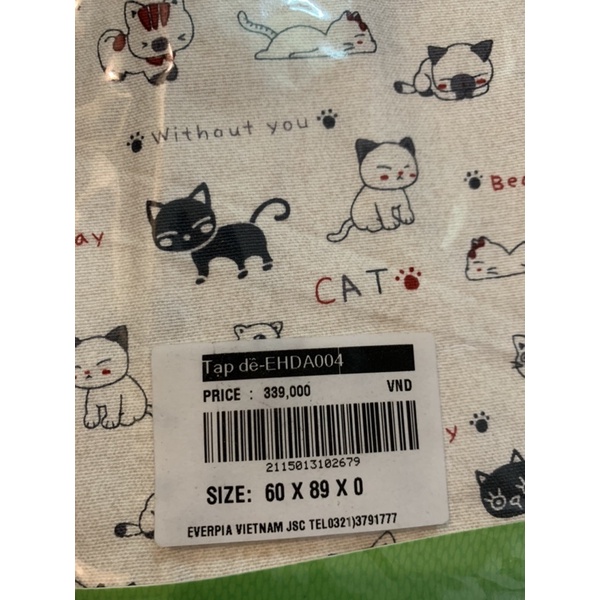 Without you
Bea
ay
CAT
Tạp dề-EHDA004
PRICE : 339,000 VND
2115013102679
SIZE: 60 X 89 X 0
EVERPIA VIETNAM JSC TEL0321)3791777
y